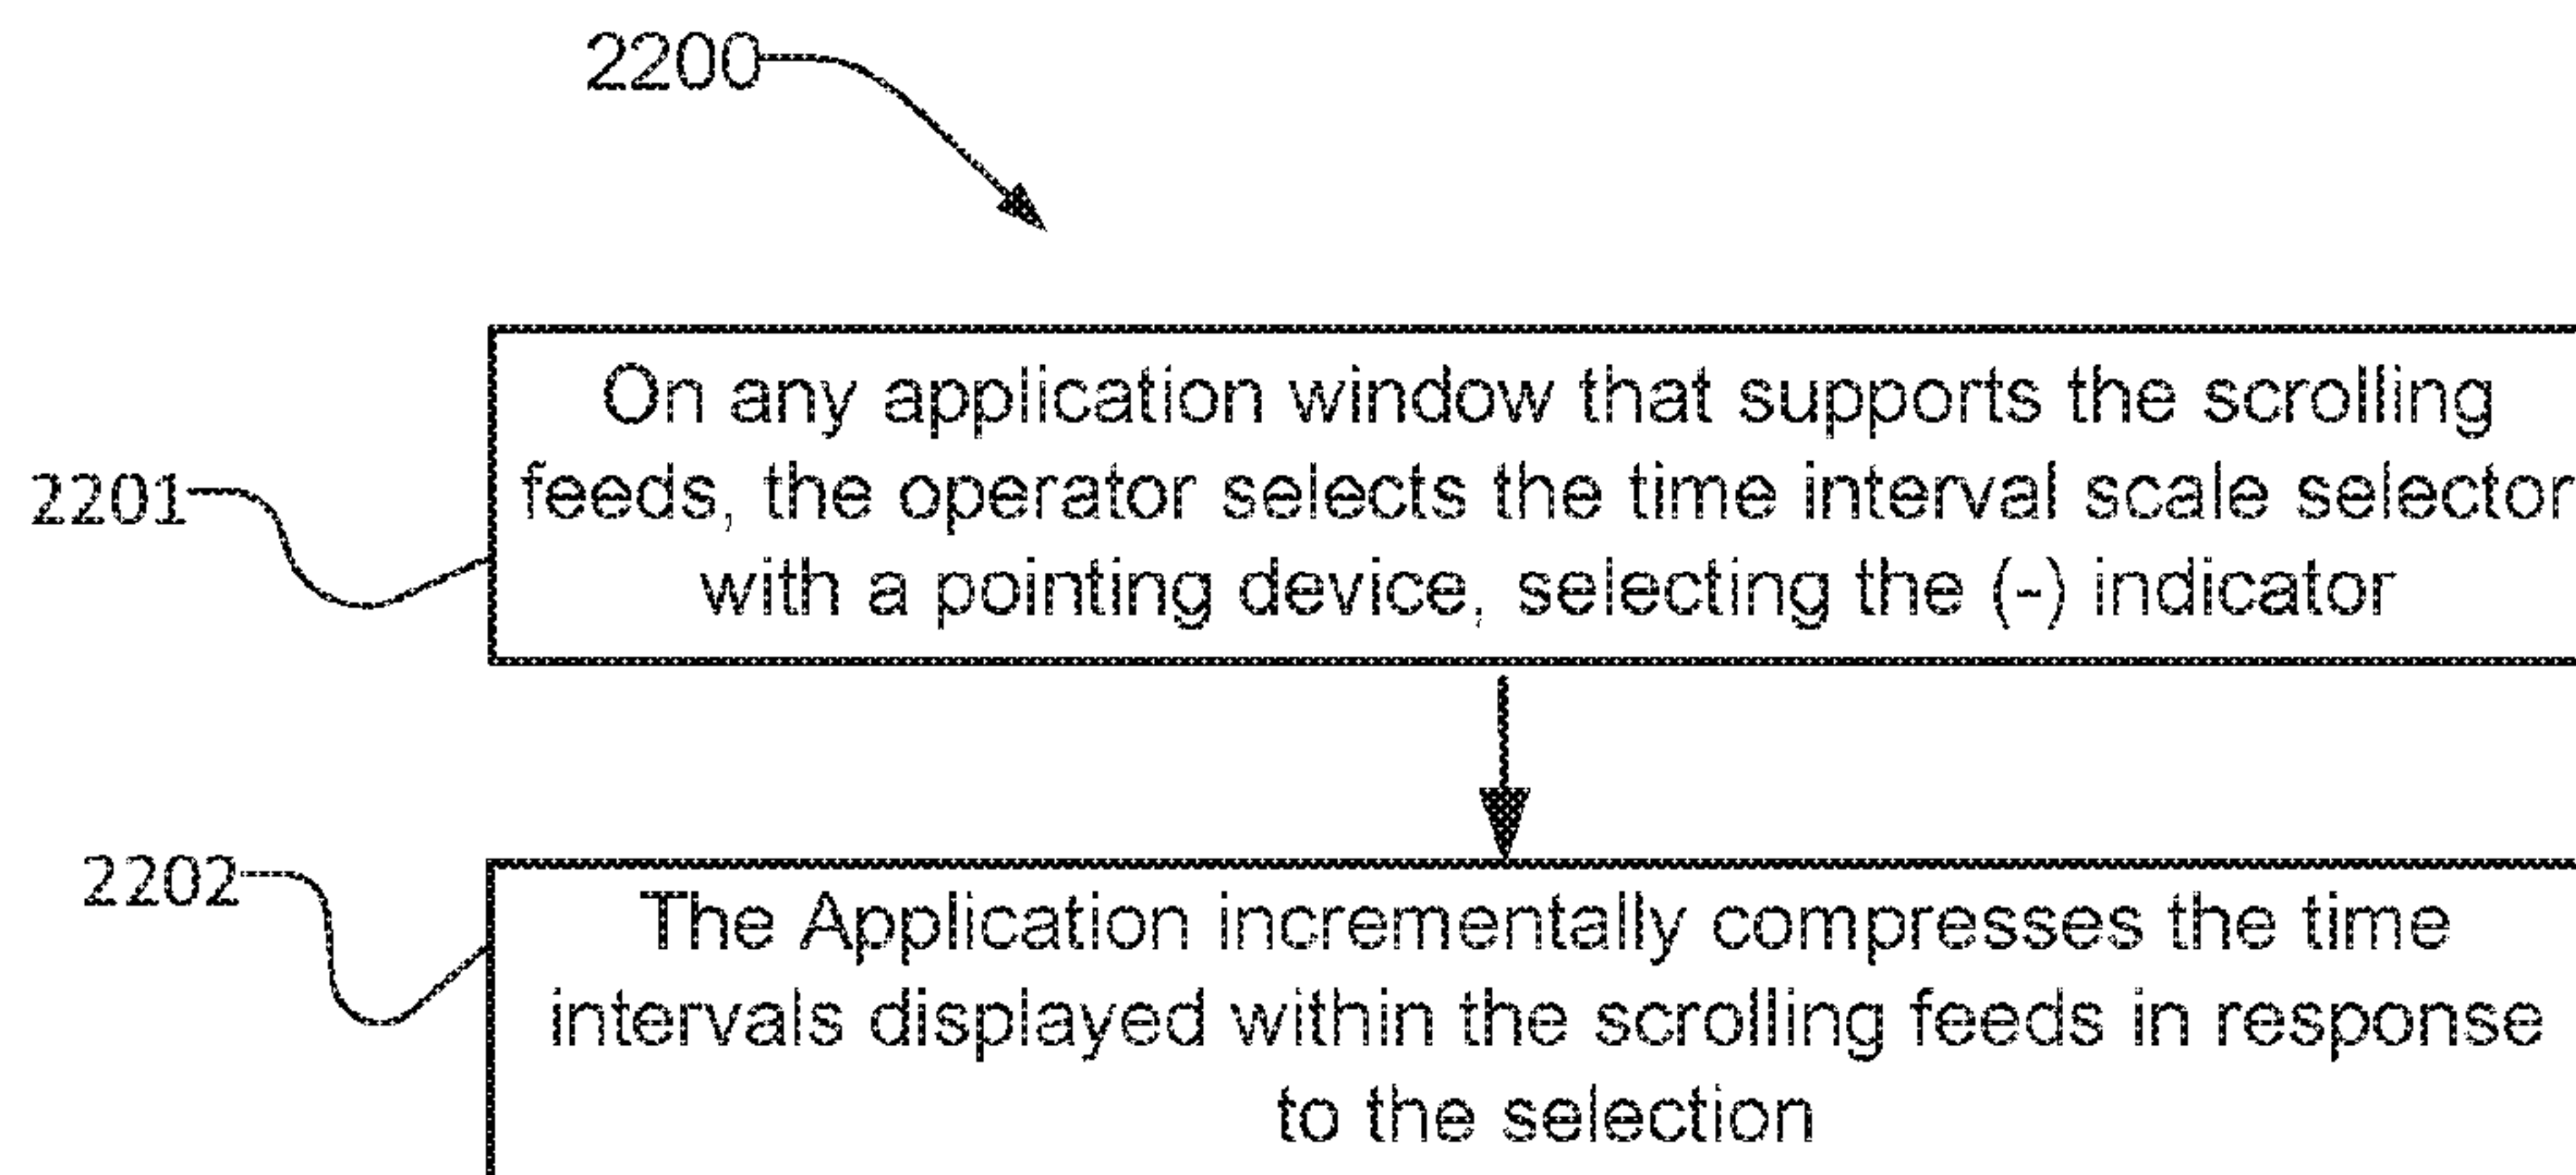 2200
On any application window that supports the scrolling
2201
feeds, the operator selects the time interval scale selector
with a pointing device, selecting the (-) indicator
2202
The Application incrementally compresses the time
intervals displayed within the scrolling feeds in response
to the selection